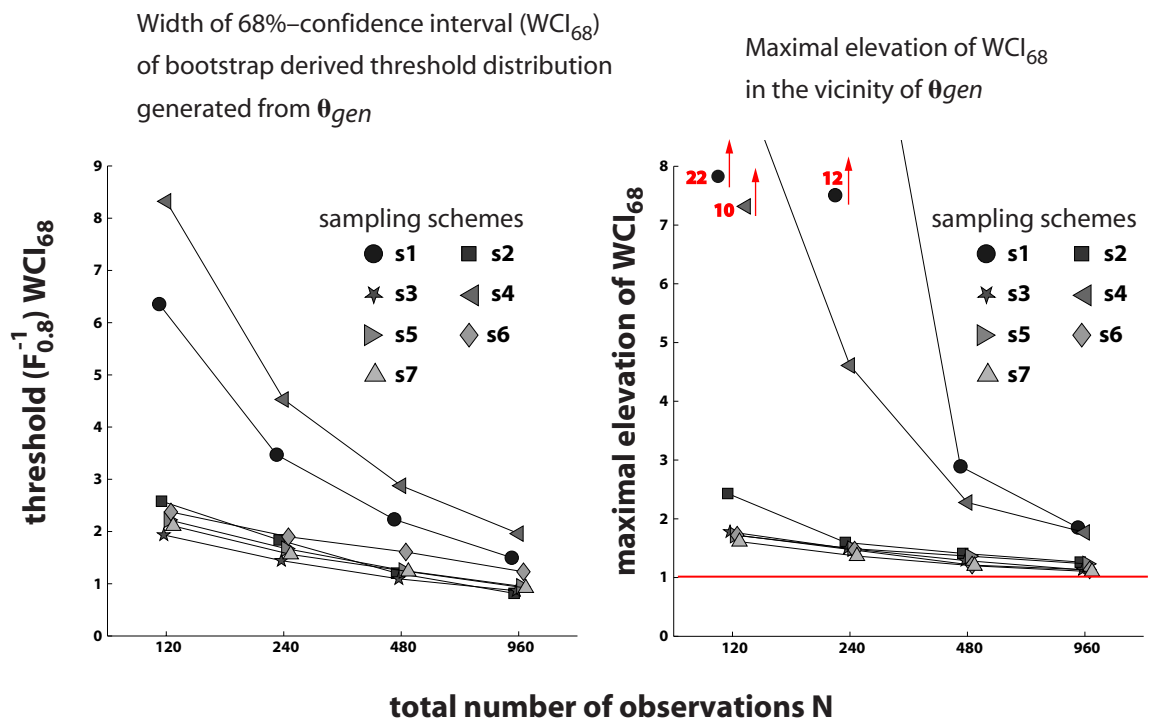 Width of 68%–confidence interval (WCI68)
of bootstrap derived threshold distribution
generated from θgen
Maximal elevation of WCI68
in the vicinity of θgen
threshold (F-1 0.8) WCI68
9
8
7
6
5
4
3
2
1
0
120
240
480
960
sampling schemes
s1
s2
s3
s4
s5
s6
s7
maximal elevation of WCI68
8
7
6
5
4
3
2
1
0
120
240
480
960
22
10
12
sampling schemes
s1
s2
s3
s4
s5
s6
s7
total number of observations N